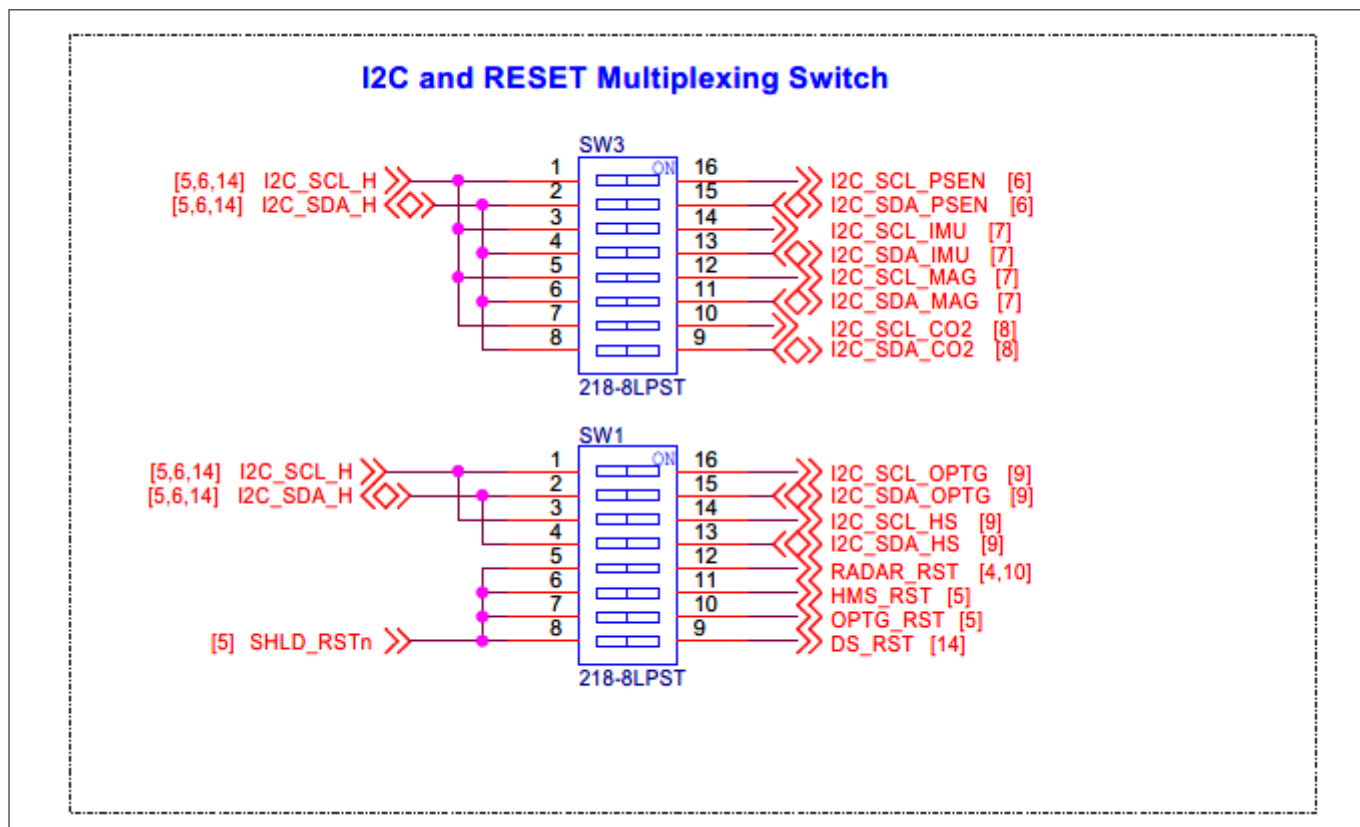 I2C and RESET Multiplexing Switch
SW3
ON
[5,6,14] I2C_SCL_H 1 16 I2C_SCL_PSEN [6]
[5,6,14] I2C_SDA_H 2 15 I2C_SDA_PSEN [6]
3 14 I2C_SCL_IMU [7]
4 13 I2C_SDA_IMU [7]
5 12 I2C_SCL_MAG [7]
6 11 I2C_SDA_MAG [7]
7 10 I2C_SCL_CO2 [8]
8 9 I2C_SDA_CO2 [8]
218-8LPST
SW1
ON
[5,6,14] I2C_SCL_H 1 16 I2C_SCL_OPTG [9]
[5,6,14] I2C_SDA_H 2 15 I2C_SDA_OPTG [9]
3 14 I2C_SCL_HS [9]
4 13 I2C_SDA_HS [9]
5 12 RADAR_RST [4,10]
6 11 HMS_RST [5]
7 10 OPTG_RST [5]
[5] SHLD_RSTn 8 9 DS_RST [14]
218-8LPST